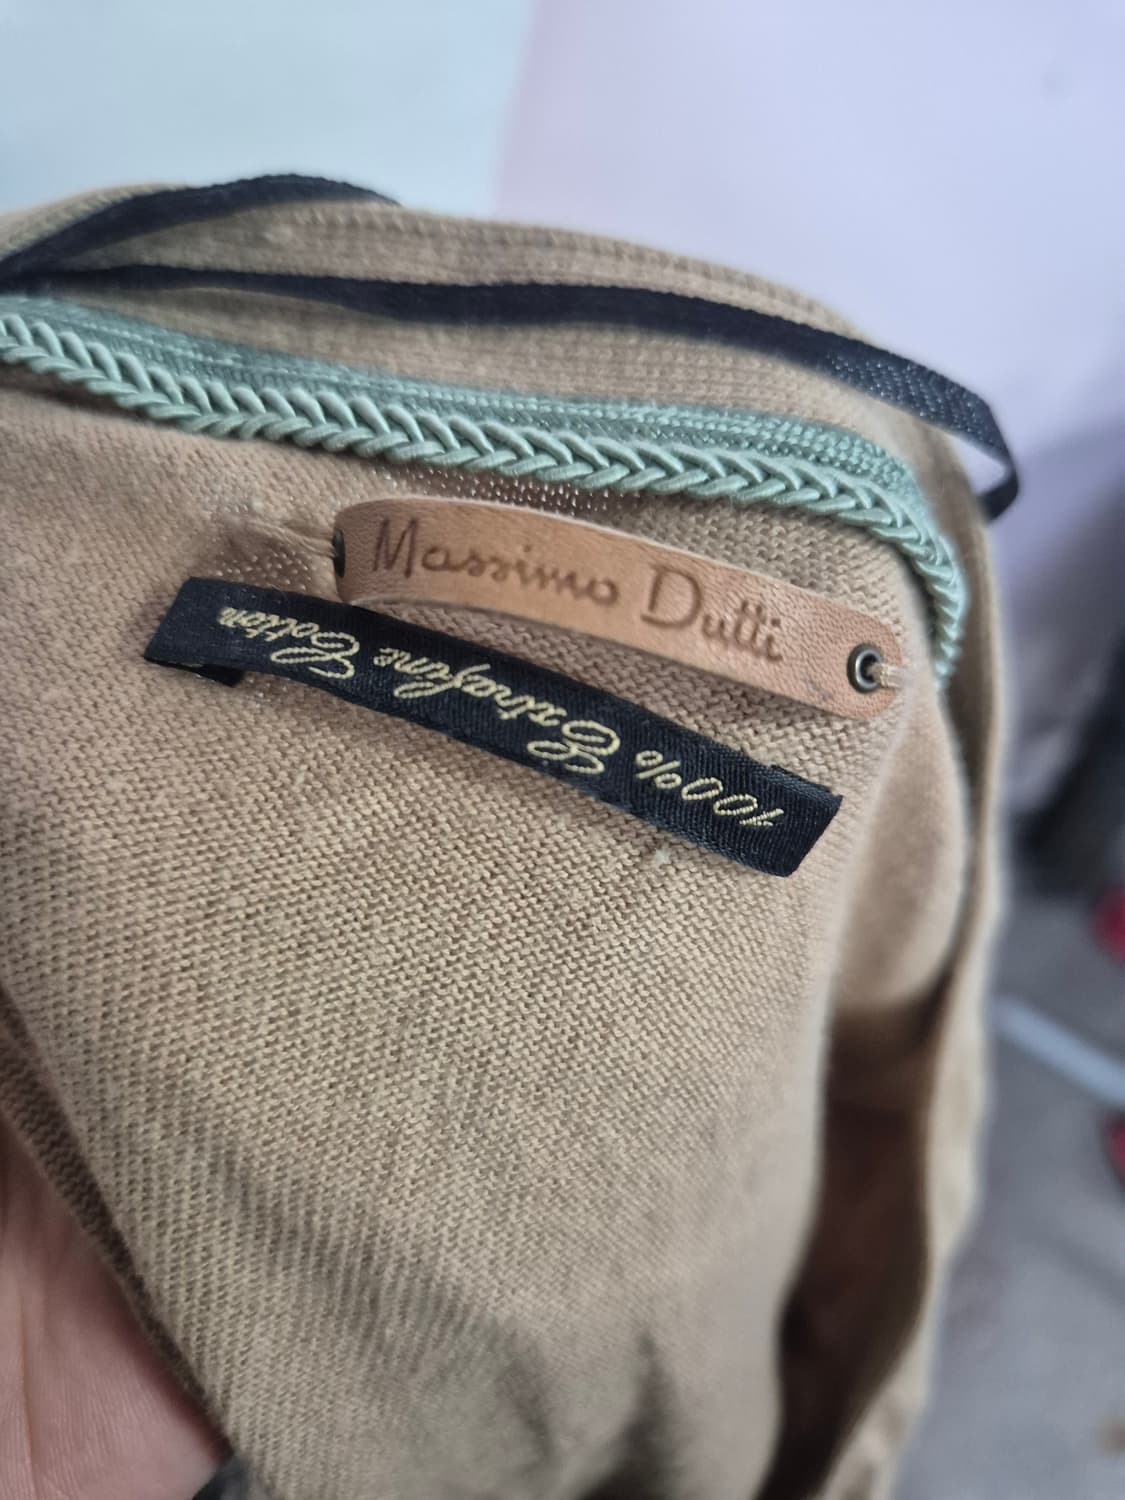 Massimo Dutti
100% Extrafine Cotton